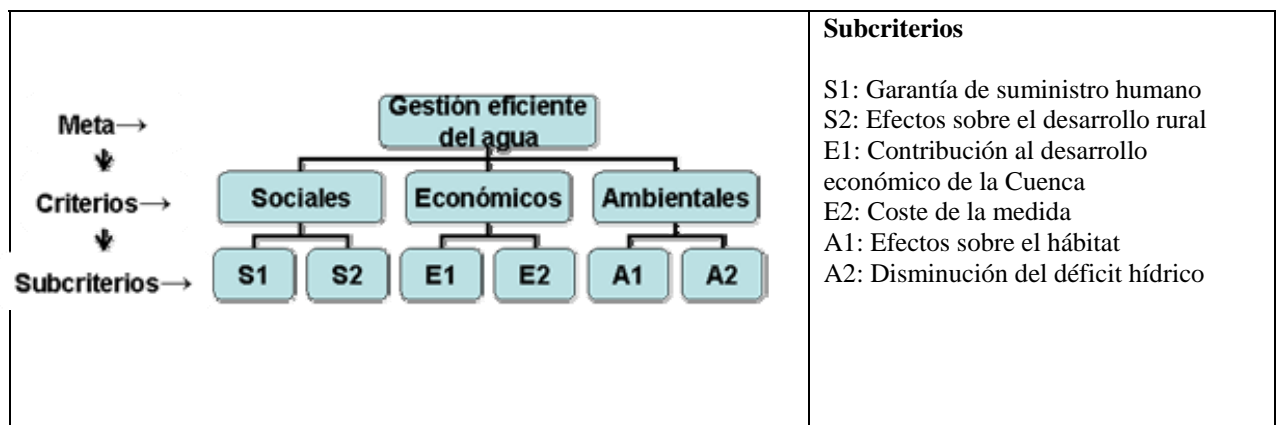 Meta→
Gestión eficiente
del agua
Criterios→
Sociales
Económicos
Ambientales
Subcriterios→
S1
S2
E1
E2
A1
A2
Subcriterios
S1: Garantía de suministro humano
S2: Efectos sobre el desarrollo rural
E1: Contribución al desarrollo
económico de la Cuenca
E2: Coste de la medida
A1: Efectos sobre el hábitat
A2: Disminución del déficit hídrico